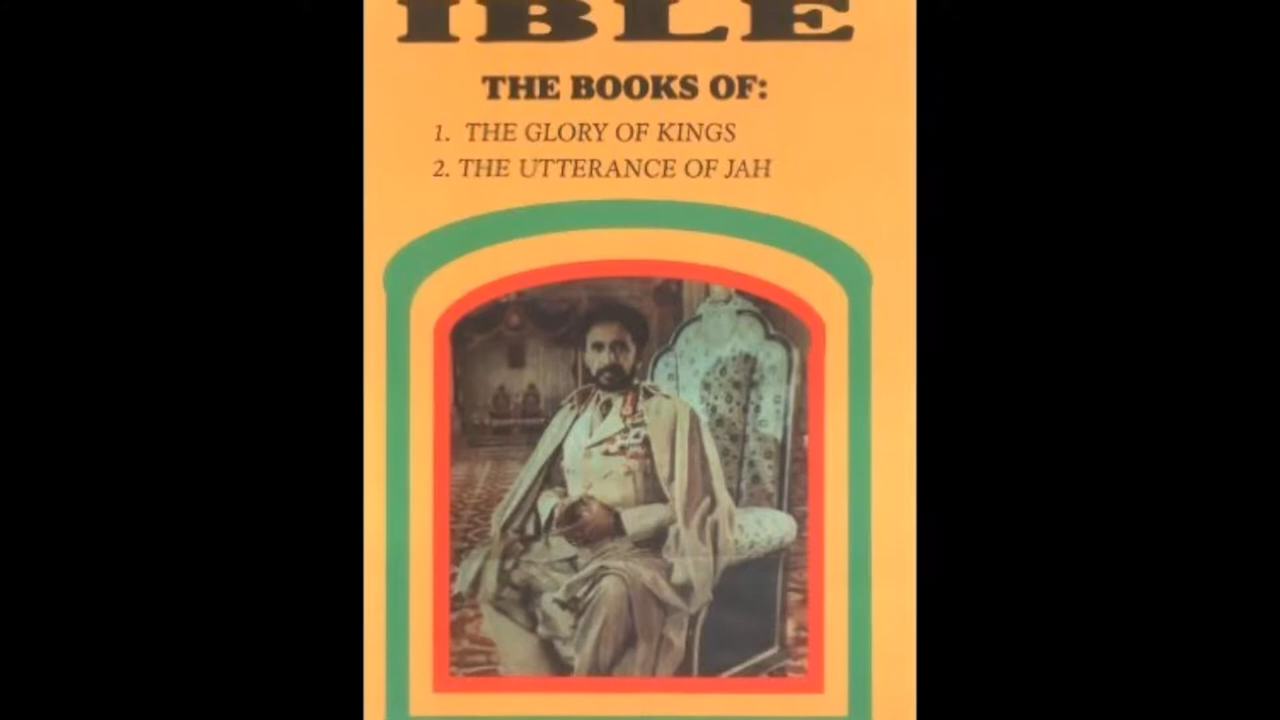 IBLE
THE BOOKS OF:
1. THE GLORY OF KINGS
2. THE UTTERANCE OF JAH